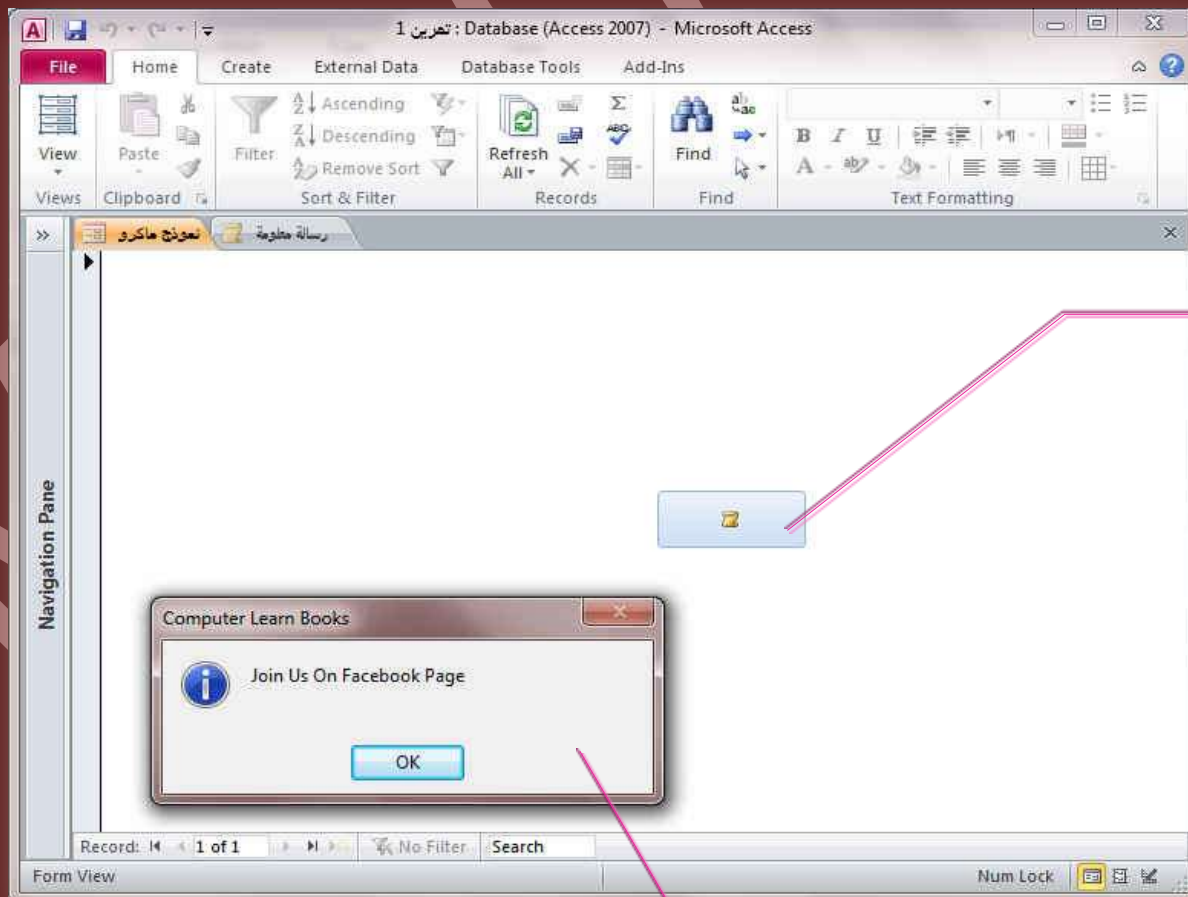 تمرين 1 : Database (Access 2007) - Microsoft Access
File Home Create External Data Database Tools Add-Ins
View
Paste
Filter
Ascending
Descending
Remove Sort
Refresh
All
Find
B I U
A
Views Clipboard Sort & Filter Records Find Text Formatting
نموذج ماكرو
رسالة معلومة
Navigation Pane
Computer Learn Books
Join Us On Facebook Page
OK
Record: 1 of 1 No Filter Search
Form View Num Lock